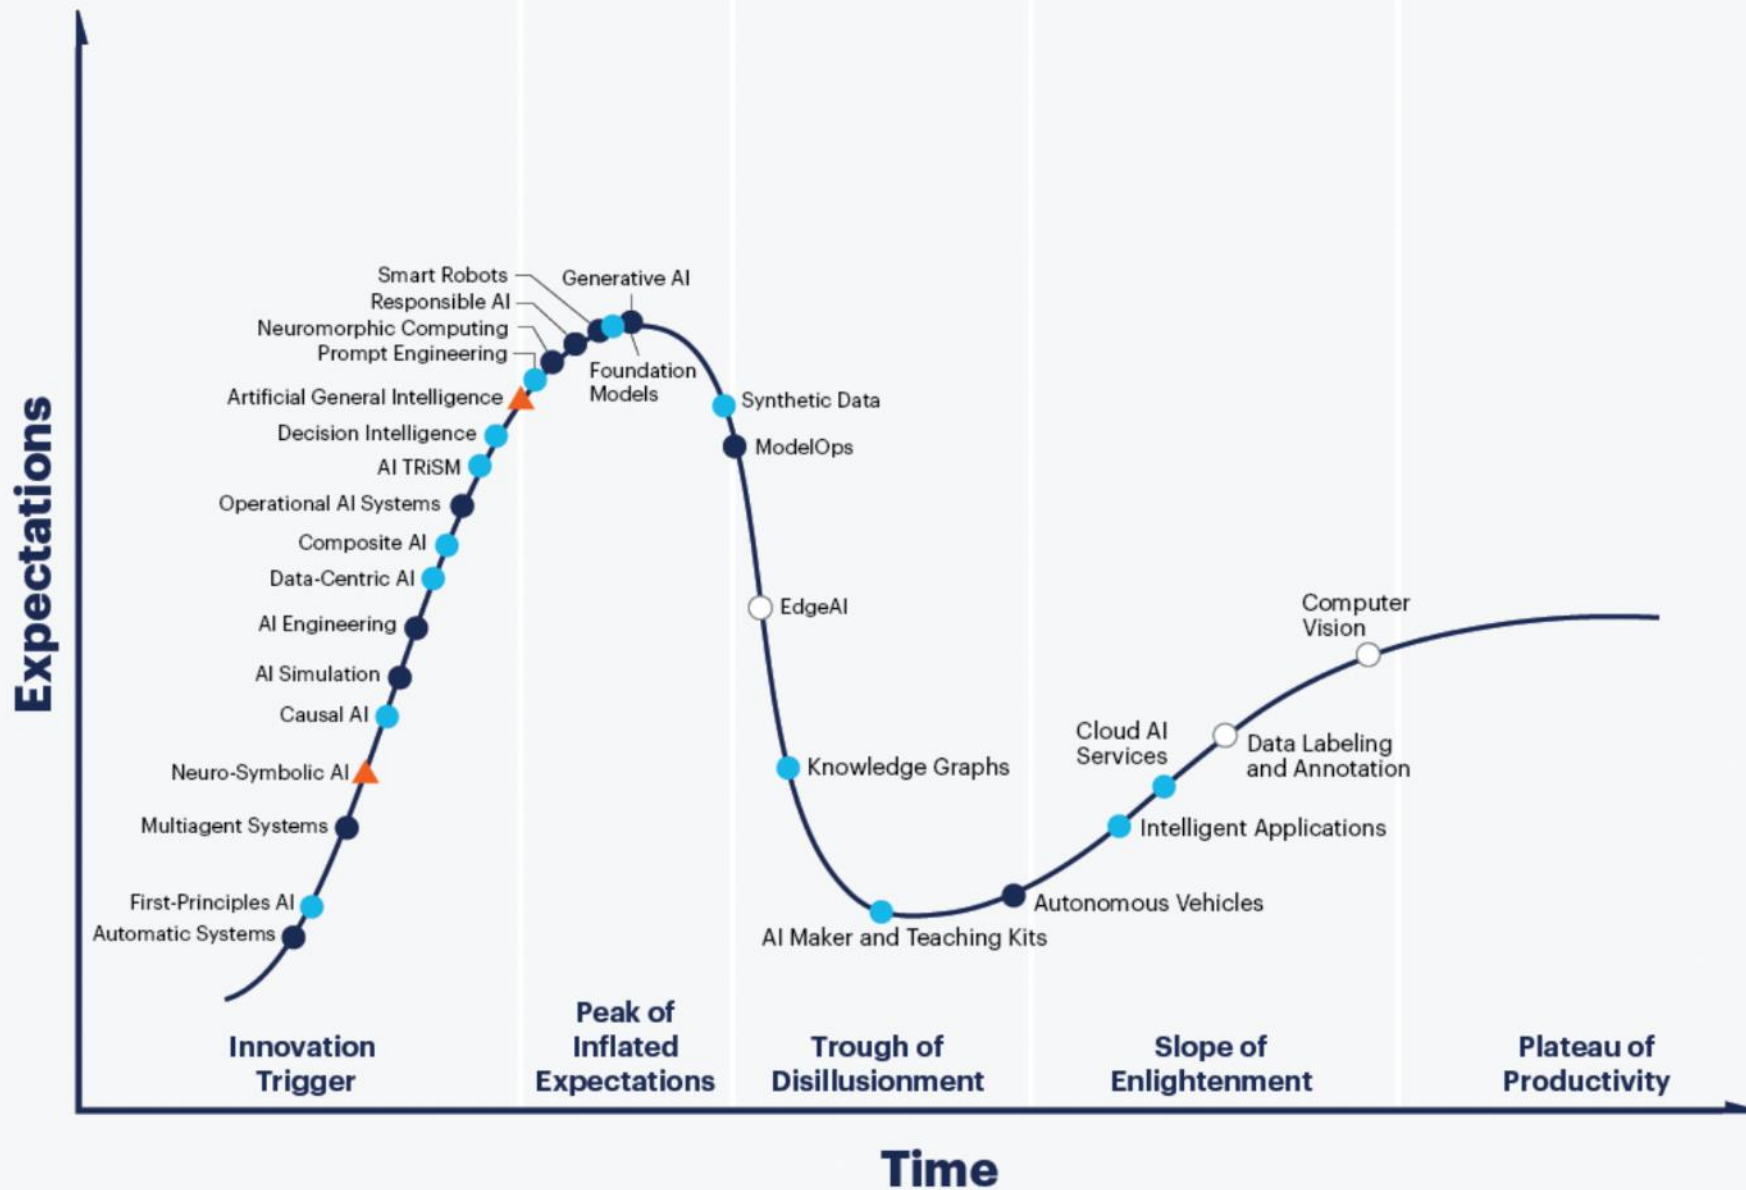 Expectations
Smart Robots
Generative AI
Responsible AI
Neuromorphic Computing
Prompt Engineering
Foundation
Models
Artificial General Intelligence
Decision Intelligence
AI TRiSM
Operational AI Systems
Composite AI
Data-Centric AI
AI Engineering
AI Simulation
Causal AI
Neuro-Symbolic AI
Multiagent Systems
First-Principles AI
Automatic Systems
Synthetic Data
ModelOps
EdgeAI
Knowledge Graphs
AI Maker and Teaching Kits
Autonomous Vehicles
Intelligent Applications
Cloud AI
Services
Data Labeling
and Annotation
Computer
Vision
Innovation
Trigger
Peak of
Inflated
Expectations
Trough of
Disillusionment
Slope of
Enlightenment
Plateau of
Productivity
Time